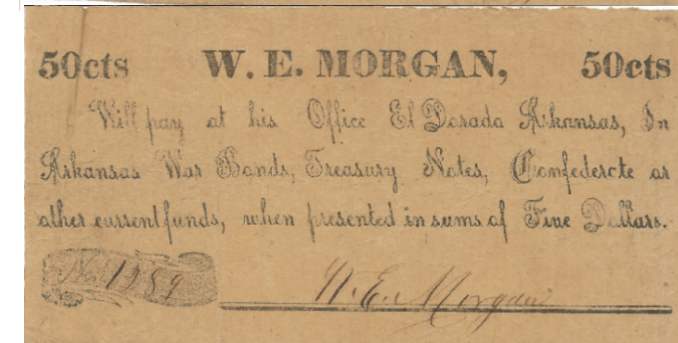 50cts W. E. MORGAN, 50cts
Will pay at his Office El Dorado Arkansas, In
Arkansas War Bonds, Treasury Notes, Confedercte or
other current funds, when presented in sums of Five Dollars.
No. 1989 W. E. Morgan